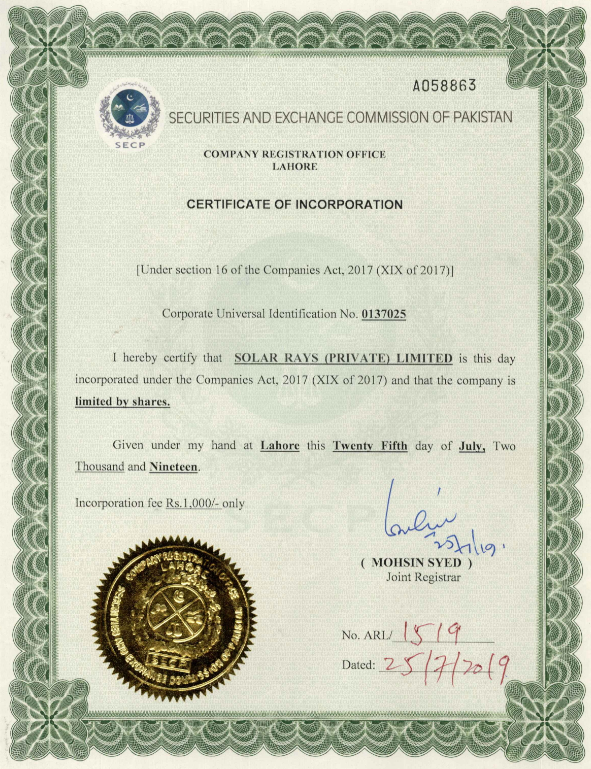 A058863
SECP
SECURITIES AND EXCHANGE COMMISSION OF PAKISTAN
COMPANY REGISTRATION OFFICE
LAHORE
CERTIFICATE OF INCORPORATION
[Under section 16 of the Companies Act, 2017 (XIX of 2017)]
Corporate Universal Identification No. 0137025
I hereby certify that SOLAR RAYS (PRIVATE) LIMITED is this day
incorporated under the Companies Act, 2017 (XIX of 2017) and that the company is
limited by shares.
Given under my hand at Lahore this Twenty Fifth day of July, Two
Thousand and Nineteen.
Incorporation fee Rs.1,000/- only
SECP
25/7/19.
( MOHSIN SYED )
Joint Registrar
COMPANY REGISTRATION OFFICE
LAHORE
No. ARL/ 1519
Dated: 25/7/2019